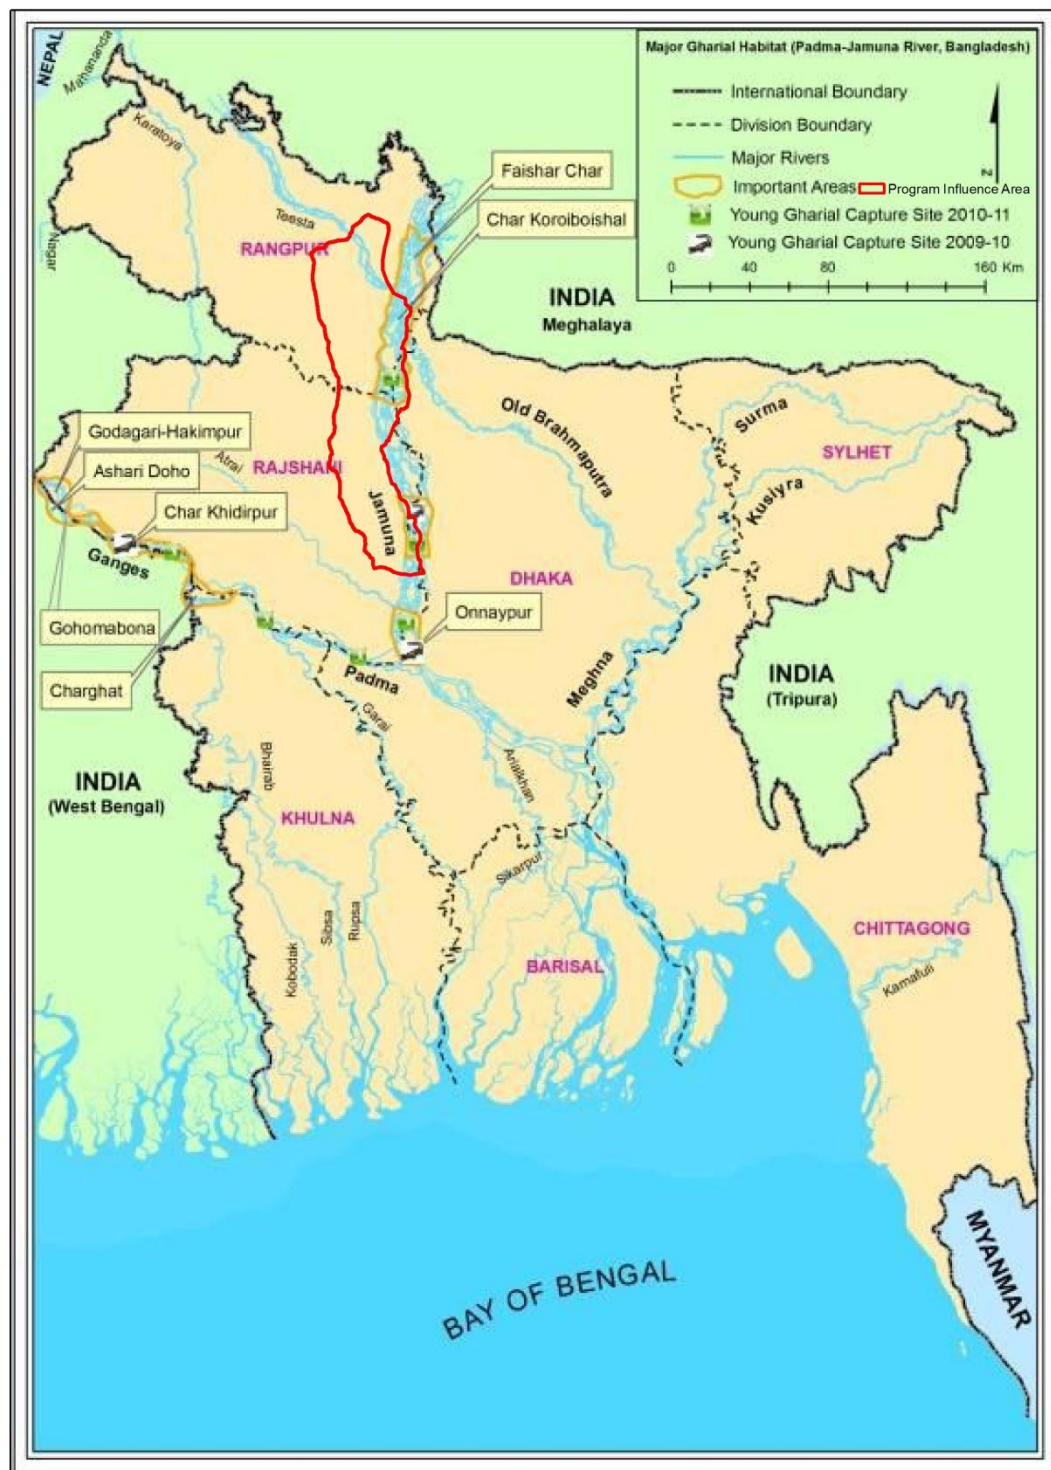 Major Gharial Habitat (Padma-Jamuna River, Bangladesh)
International Boundary
Division Boundary
Major Rivers
Important Areas
Program Influence Area
Young Gharial Capture Site 2010-11
Young Gharial Capture Site 2009-10
N
0 40 80 160 Km
NEPAL
Mahananda
Karatoya
Teesta
Nagar
RANGPUR
Faishar Char
Char Koroiboishal
INDIA
Meghalaya
Godagari-Hakimpur
Ashari Doho
Char Khidirpur
Atrai
RAJSHAHI
Jamuna
Old Brahmaputra
Surma
SYLHET
Kusiyra
Ganges
DHAKA
Gohomabona
Onnaypur
Charghat
Padma
Meghna
INDIA
(Tripura)
Garai
Arialkhan
Bhairab
INDIA
(West Bengal)
KHULNA
Sikarpur
Sibsa
Rupsa
Kobodak
BARISAL
CHITTAGONG
Karnafuli
MYANMAR
BAY OF BENGAL